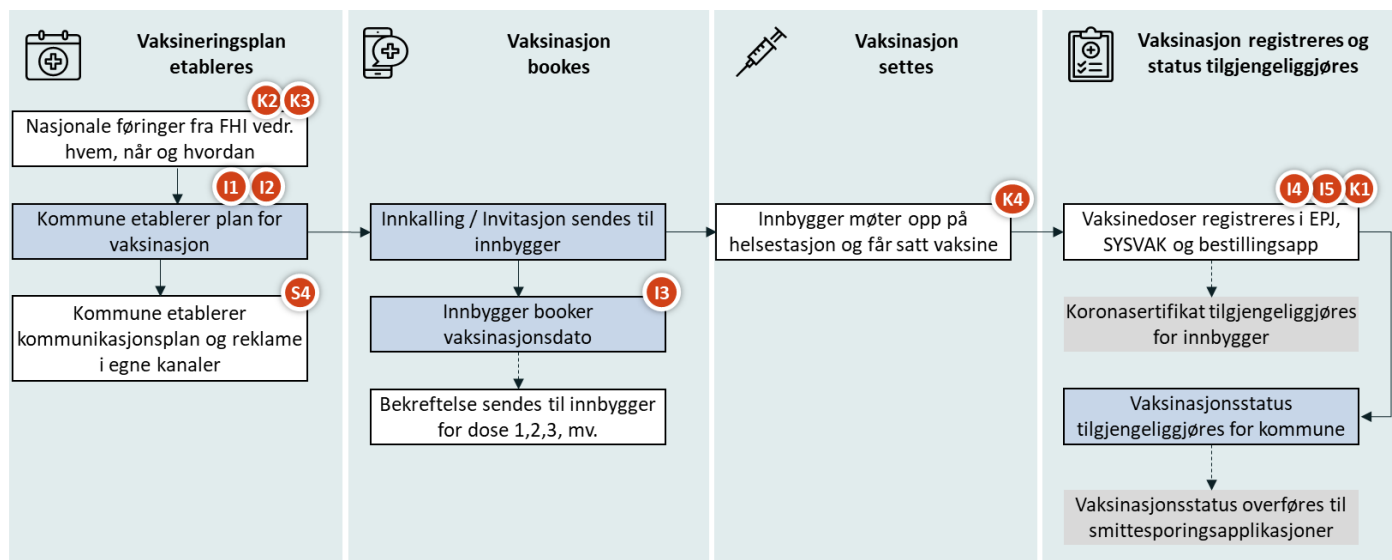 Vaksineringsplan
etableres
K2 K3
Nasjonale føringer fra FHI vedr.
hvem, når og hvordan
I1 I2
Kommune etablerer plan for
vaksinasjon
S4
Kommune etablerer
kommunikasjonsplan og reklame
i egne kanaler
Vaksinasjon
bookes
Innkalling / Invitasjon sendes til
innbygger
I3
Innbygger booker
vaksinasjonsdato
Bekreftelse sendes til innbygger
for dose 1,2,3, mv.
Vaksinasjon
settes
K4
Innbygger møter opp på
helsestasjon og får satt vaksine
Vaksinasjon registreres og
status tilgjengeliggjøres
I4 I5 K1
Vaksinedoser registreres i EPJ,
SYSVAK og bestillingsapp
Koronasertifikat tilgjengeliggjøres
for innbygger
Vaksinasjonsstatus
tilgjengeliggjøres for kommune
Vaksinasjonsstatus overføres til
smittesporingsapplikasjoner